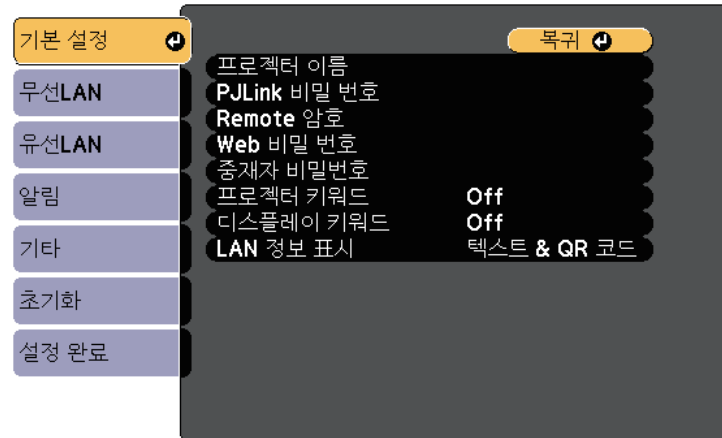 기본 설정
무선LAN
유선LAN
알림
기타
초기화
설정 완료
복귀
프로젝터 이름
PJLink 비밀 번호
Remote 암호
Web 비밀 번호
중재자 비밀번호
프로젝터 키워드 Off
디스플레이 키워드 Off
LAN 정보 표시 텍스트 & QR 코드